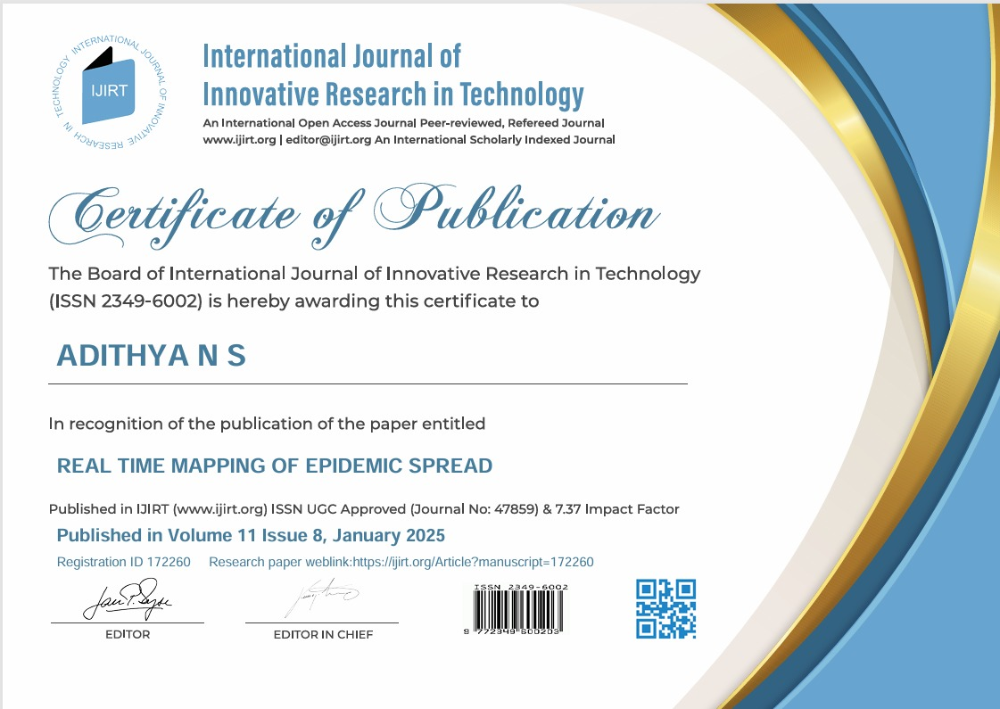 INTERNATIONAL JOURNAL OF INNOVATIVE RESEARCH IN TECHNOLOGY
IJIRT
International Journal of
Innovative Research in Technology
An International Open Access Journal Peer-reviewed, Refereed Journal
www.ijirt.org | editor@ijirt.org An International Scholarly Indexed Journal
Certificate of Publication
The Board of International Journal of Innovative Research in Technology
(ISSN 2349-6002) is hereby awarding this certificate to
ADITHYA N S
In recognition of the publication of the paper entitled
REAL TIME MAPPING OF EPIDEMIC SPREAD
Published in IJIRT (www.ijirt.org) ISSN UGC Approved (Journal No: 47859) & 7.37 Impact Factor
Published in Volume 11 Issue 8, January 2025
Registration ID 172260 Research paper weblink:https://ijirt.org/Article?manuscript=172260
ISSN 2349-6002
9 772349 600203
EDITOR
EDITOR IN CHIEF